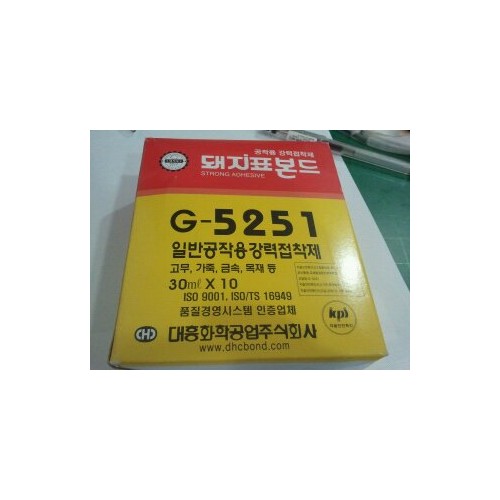 공작용 강력접착제
돼지표본드
STRONG ADHESIVE
G-5251
일반공작용강력접착제
고무, 가죽, 금속, 목재 등
30㎖ X 10
ISO 9001, ISO/TS 16949
품질경영시스템 인증업체
CHD
대흥화학공업주식회사
www.dhcbond.com
kpi